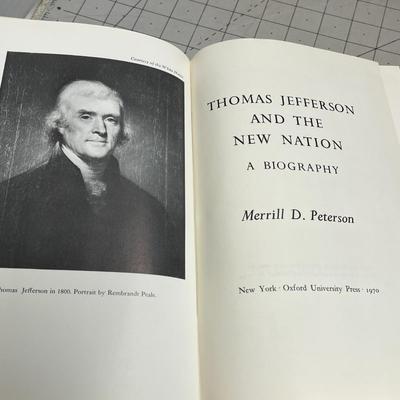 Courtesy of the White House
Thomas Jefferson in 1800. Portrait by Rembrandt Peale.
THOMAS JEFFERSON
AND THE
NEW NATION
A BIOGRAPHY
Merrill D. Peterson
New York · Oxford University Press · 1970